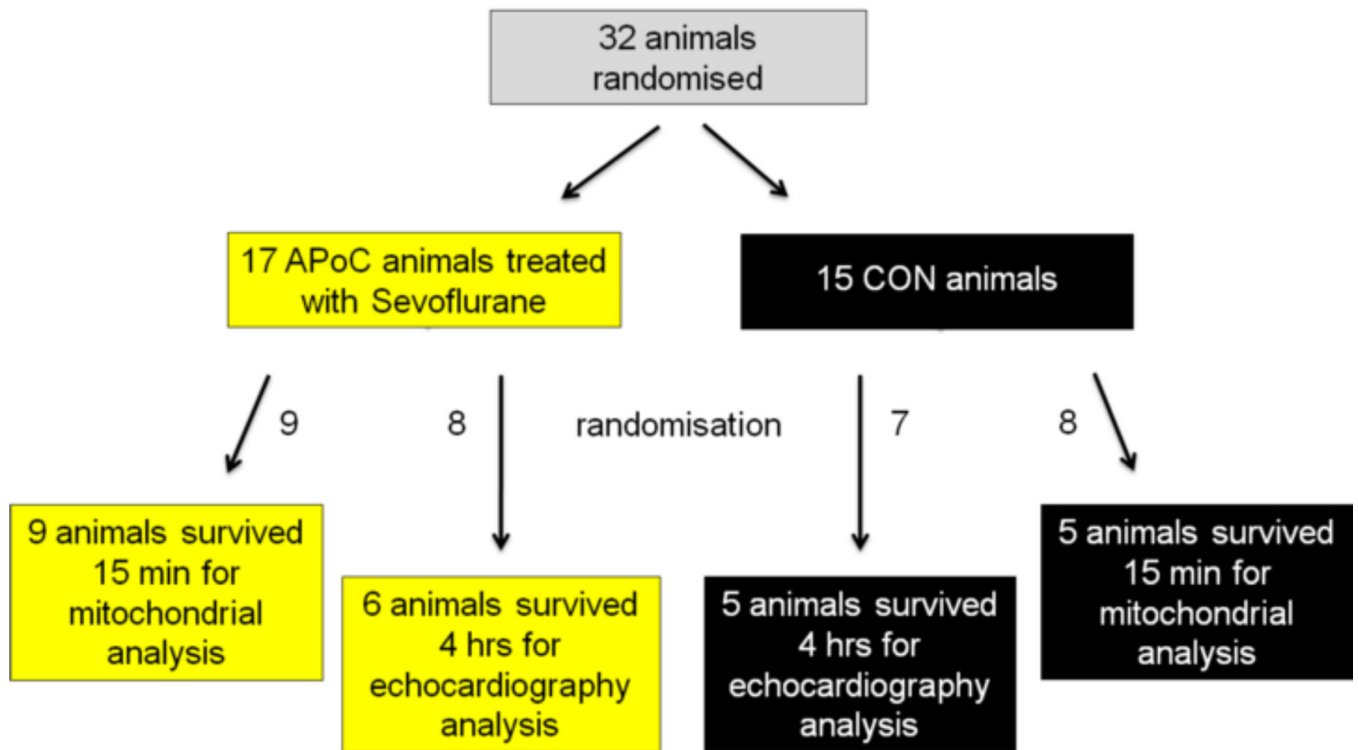 32 animals
randomised
17 APoC animals treated
with Sevoflurane
15 CON animals
9
8
randomisation
7
8
9 animals survived
15 min for
mitochondrial
analysis
6 animals survived
4 hrs for
echocardiography
analysis
5 animals survived
4 hrs for
echocardiography
analysis
5 animals survived
15 min for
mitochondrial
analysis